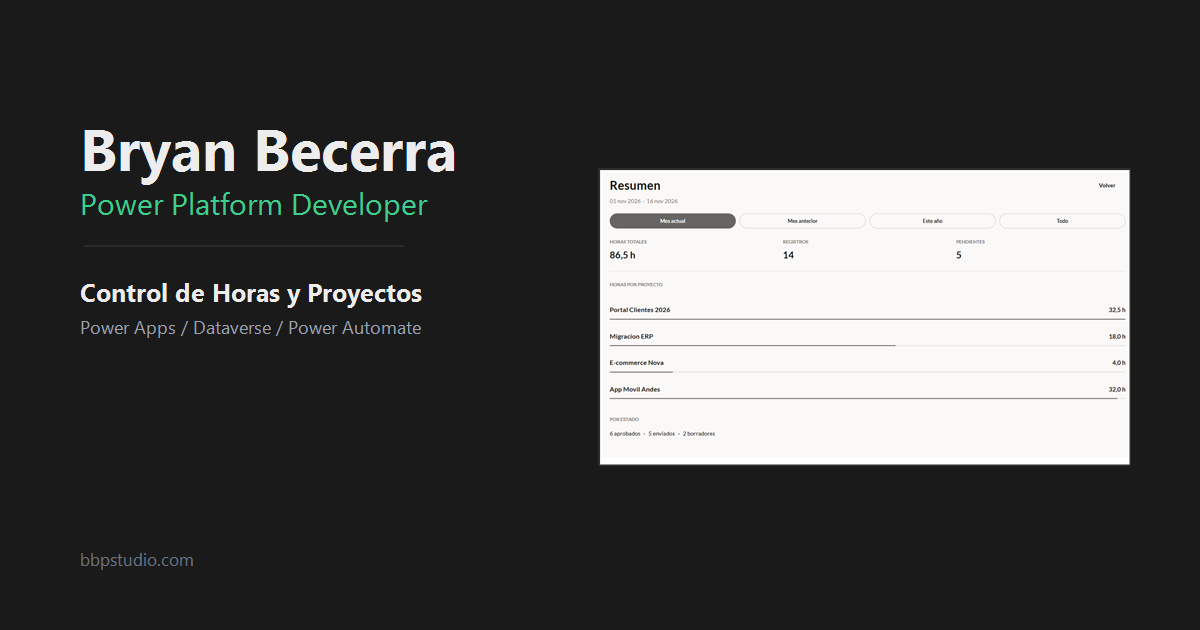 Bryan Becerra
Power Platform Developer
Control de Horas y Proyectos
Power Apps / Dataverse / Power Automate
bbpstudio.com
Resumen
Volver
01 nov 2026 - 16 nov 2026
Mes actual
Mes anterior
Este año
Todo
HORAS TOTALES
REGISTROS
PENDIENTES
86,5 h
14
5
HORAS POR PROYECTO
Portal Clientes 2026
32,5 h
Migracion ERP
18,0 h
E-commerce Nova
4,0 h
App Movil Andes
32,0 h
POR ESTADO
6 aprobados - 5 enviados - 2 borradores